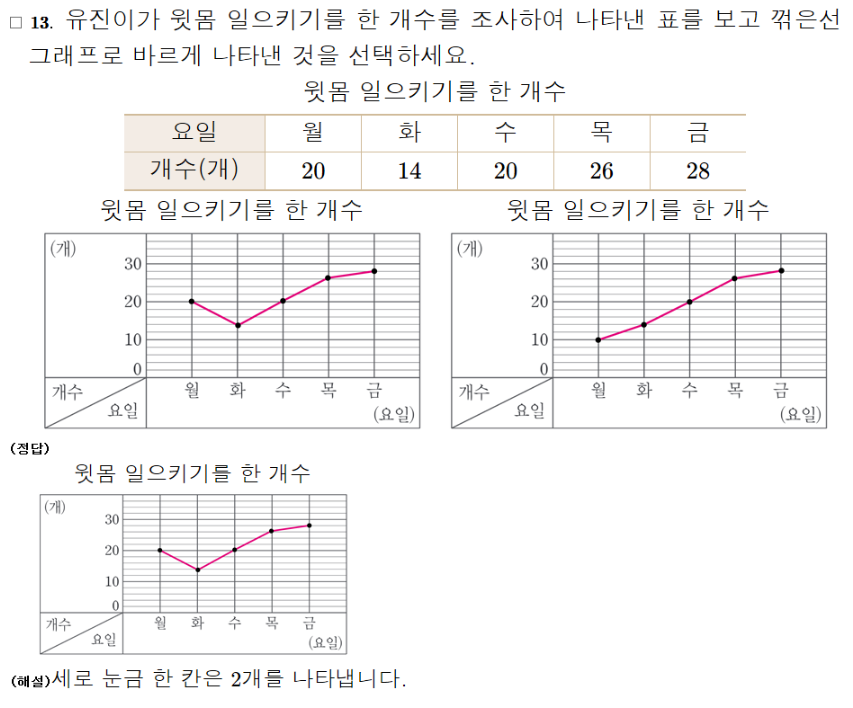 □ 13. 유진이가 윗몸 일으키기를 한 개수를 조사하여 나타낸 표를 보고 꺾은선
그래프로 바르게 나타낸 것을 선택하세요.
윗몸 일으키기를 한 개수
요일 월 화 수 목 금
개수(개) 20 14 20 26 28
윗몸 일으키기를 한 개수
(개)
30
20
10
0
개수
요일
월 화 수 목 금
(요일)
윗몸 일으키기를 한 개수
(개)
30
20
10
0
개수
요일
월 화 수 목 금
(요일)
(정답)
윗몸 일으키기를 한 개수
(개)
30
20
10
0
개수
요일
월 화 수 목 금
(요일)
(해설)세로 눈금 한 칸은 2개를 나타냅니다.